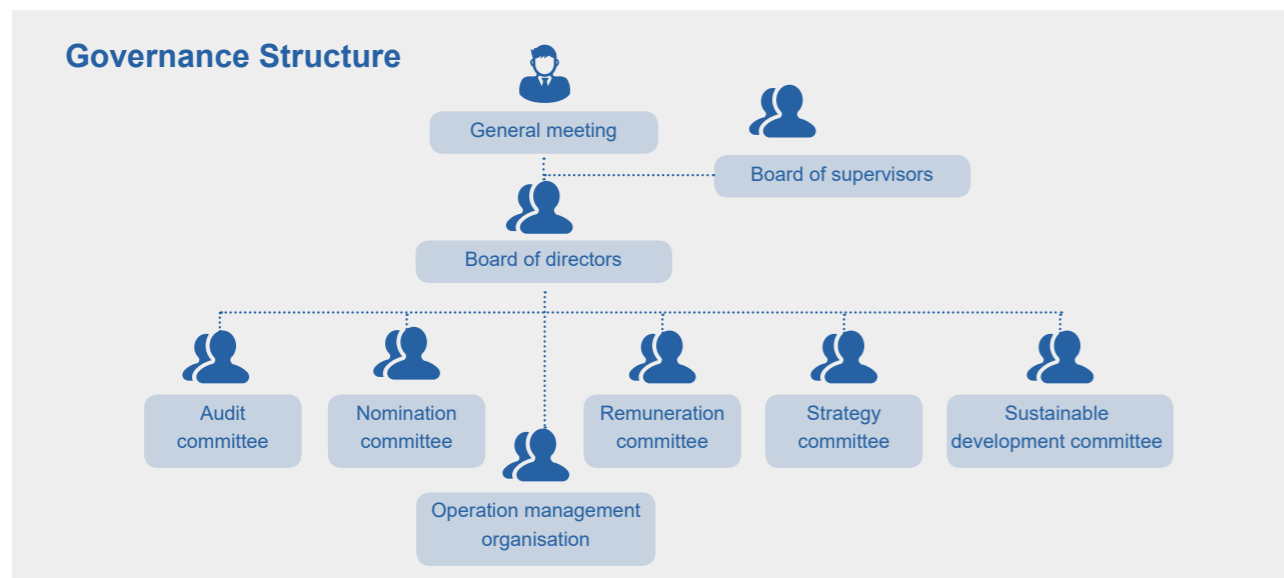 Governance Structure
General meeting
Board of supervisors
Board of directors
Audit
committee
Nomination
committee
Remuneration
committee
Strategy
committee
Sustainable
development committee
Operation management
organisation